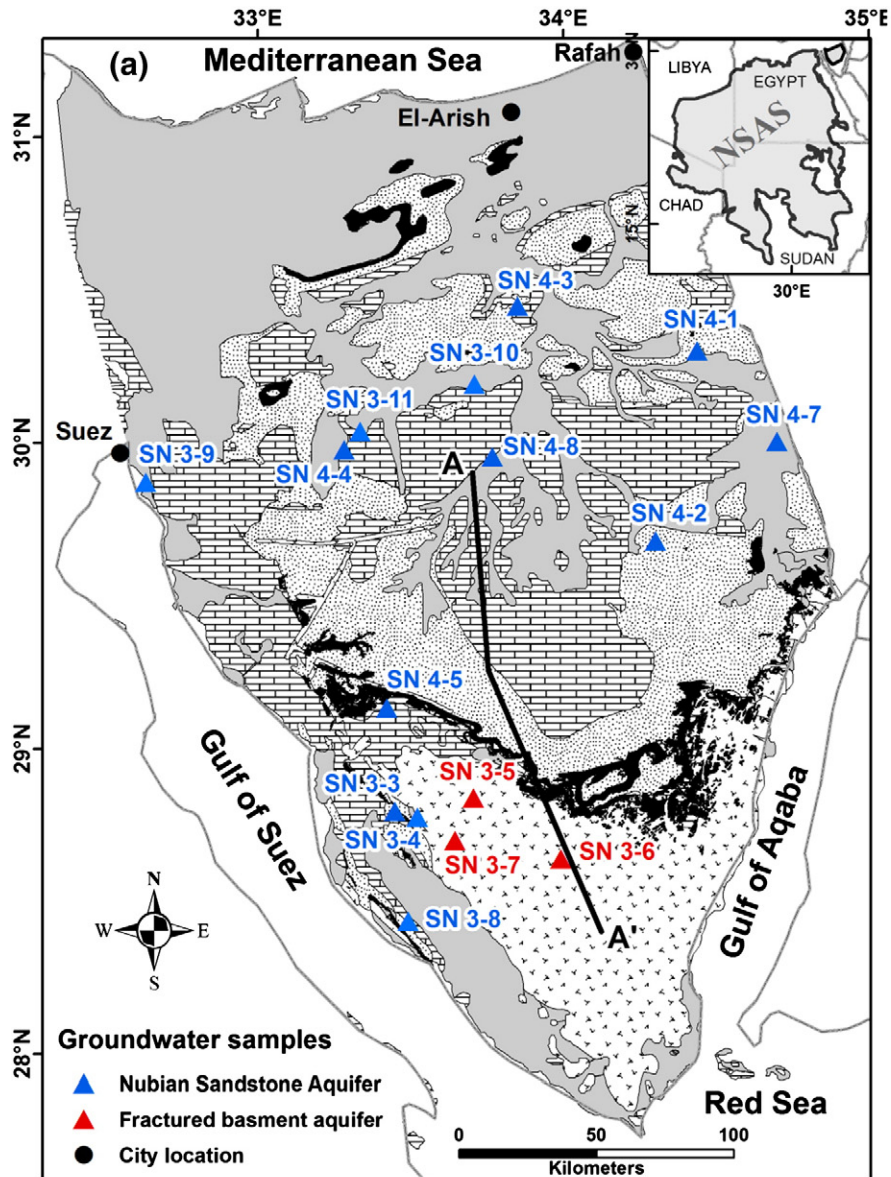 33°E
34°E
35°E
(a)
Mediterranean Sea
Rafah
El-Arish
LIBYA
EGYPT
NSAS
CHAD
SUDAN
15°N
30°E
31°N
30°N
29°N
28°N
SN 4-3
SN 4-1
SN 3-10
SN 3-11
SN 4-7
Suez
SN 3-9
SN 4-4
A
SN 4-8
SN 4-2
SN 4-5
SN 3-3
SN 3-5
SN 3-4
SN 3-7
SN 3-6
SN 3-8
A'
Gulf of Suez
Gulf of Aqaba
N
W
E
S
Groundwater samples
Nubian Sandstone Aquifer
Fractured basment aquifer
City location
Red Sea
0
50
100
Kilometers